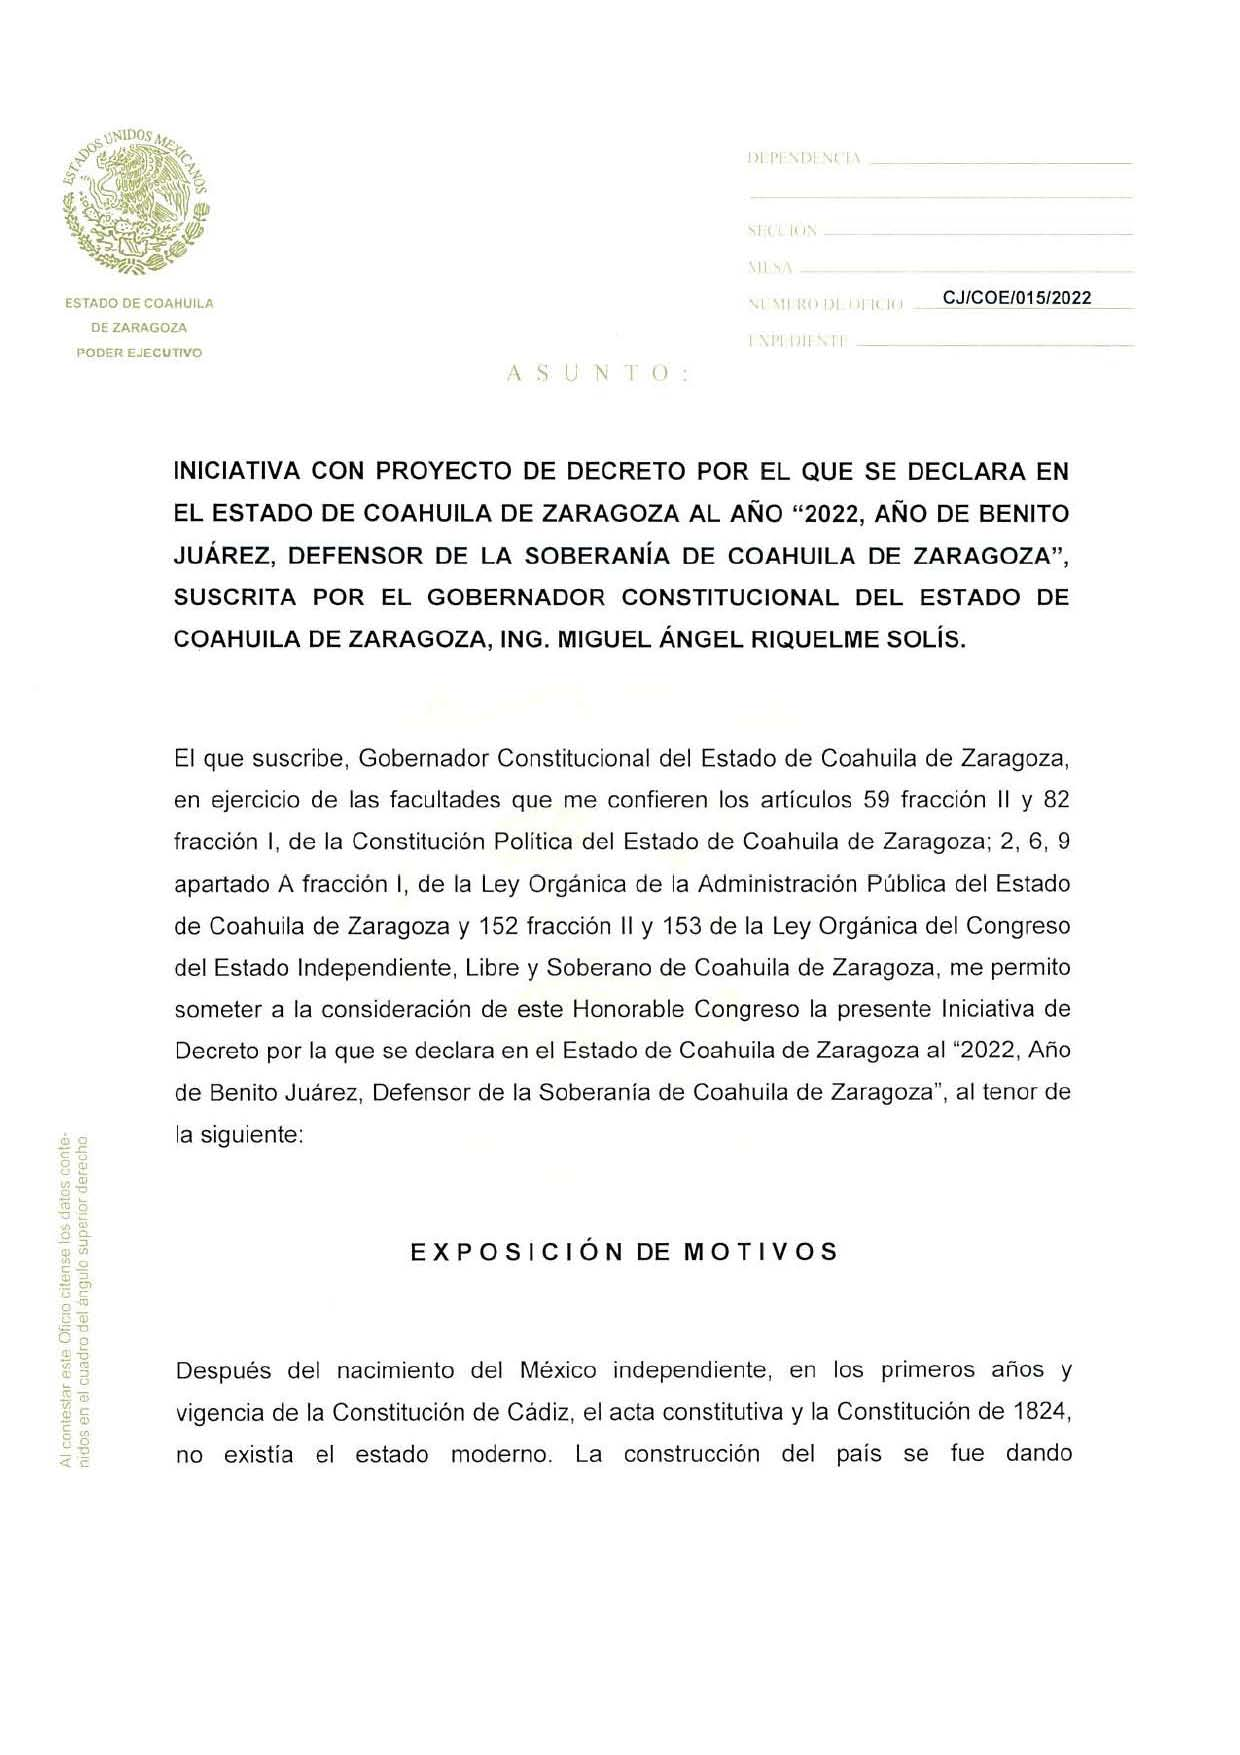 ESTADOS UNIDOS MEXICANOS
ESTADO DE COAHUILA
DE ZARAGOZA
PODER EJECUTIVO
DEPENDENCIA
SECCIÓN
MESA
NÚMERO DE OFICIO CJ/COE/015/2022
EXPEDIENTE
ASUNTO:
INICIATIVA CON PROYECTO DE DECRETO POR EL QUE SE DECLARA EN
EL ESTADO DE COAHUILA DE ZARAGOZA AL AÑO “2022, AÑO DE BENITO
JUÁREZ, DEFENSOR DE LA SOBERANÍA DE COAHUILA DE ZARAGOZA”,
SUSCRITA POR EL GOBERNADOR CONSTITUCIONAL DEL ESTADO DE
COAHUILA DE ZARAGOZA, ING. MIGUEL ÁNGEL RIQUELME SOLÍS.
El que suscribe, Gobernador Constitucional del Estado de Coahuila de Zaragoza,
en ejercicio de las facultades que me confieren los artículos 59 fracción II y 82
fracción I, de la Constitución Política del Estado de Coahuila de Zaragoza; 2, 6, 9
apartado A fracción I, de la Ley Orgánica de la Administración Pública del Estado
de Coahuila de Zaragoza y 152 fracción II y 153 de la Ley Orgánica del Congreso
del Estado Independiente, Libre y Soberano de Coahuila de Zaragoza, me permito
someter a la consideración de este Honorable Congreso la presente Iniciativa de
Decreto por la que se declara en el Estado de Coahuila de Zaragoza al “2022, Año
de Benito Juárez, Defensor de la Soberanía de Coahuila de Zaragoza”, al tenor de
la siguiente:
EXPOSICIÓN DE MOTIVOS
Después del nacimiento del México independiente, en los primeros años y
vigencia de la Constitución de Cádiz, el acta constitutiva y la Constitución de 1824,
no existía el estado moderno. La construcción del país se fue dando
Al contestar este Oficio cítense los datos conte-
nidos en el cuadro del ángulo superior derecho